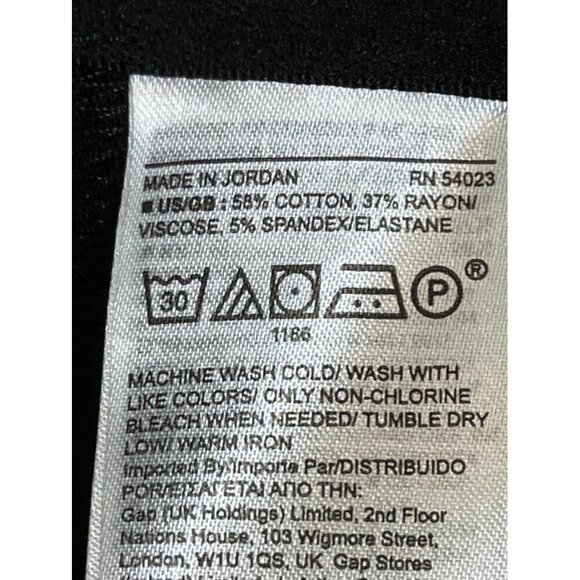 MADE IN JORDAN RN 54023
US/GB : 58% COTTON, 37% RAYON/
VISCOSE, 5% SPANDEX/ELASTANE
30 P ®
1186
MACHINE WASH COLD/ WASH WITH
LIKE COLORS/ ONLY NON-CHLORINE
BLEACH WHEN NEEDED/ TUMBLE DRY
LOW/ WARM IRON
Imported By/Importe Par/DISTRIBUIDO
POR/ΕΙΣΑΓΕΤΑΙ ΑΠΟ ΤΗΝ:
Gap (UK Holdings) Limited, 2nd Floor
Nations House, 103 Wigmore Street,
London, W1U 1QS, UK Gap Stores